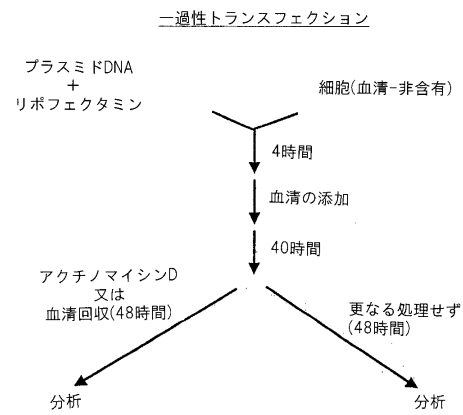 一過性トランスフェクション
プラスミドDNA
+
リポフェクタミン
細胞(血清-非含有)
4時間
血清の添加
40時間
アクチノマイシンD
又は
血清回収(48時間)
更なる処理せず
(48時間)
分析
分析